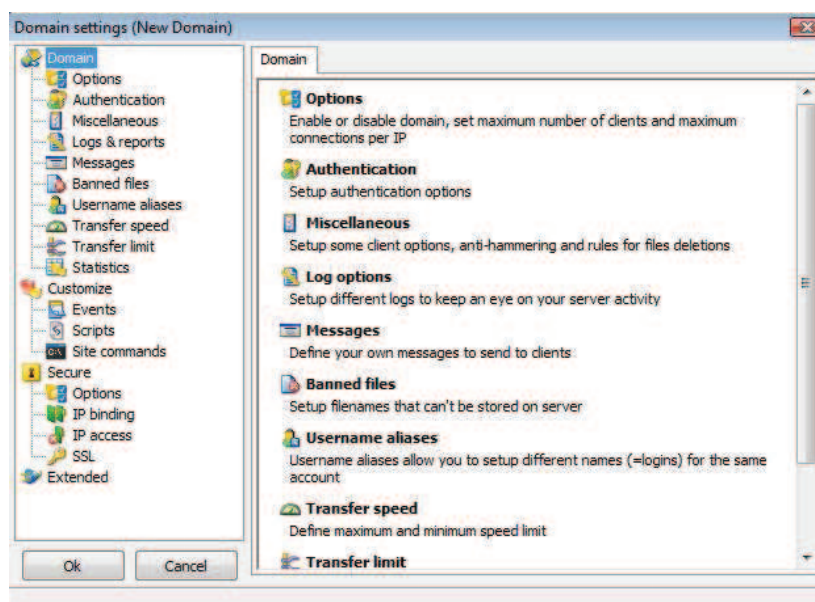 Domain settings (New Domain)
Domain
Options
Authentication
Miscellaneous
Logs & reports
Messages
Banned files
Username aliases
Transfer speed
Transfer limit
Statistics
Customize
Events
Scripts
Site commands
Secure
Options
IP binding
IP access
SSL
Extended
Ok
Cancel
Domain
Options
Enable or disable domain, set maximum number of clients and maximum
connections per IP
Authentication
Setup authentication options
Miscellaneous
Setup some client options, anti-hammering and rules for files deletions
Log options
Setup different logs to keep an eye on your server activity
Messages
Define your own messages to send to clients
Banned files
Setup filenames that can't be stored on server
Username aliases
Username aliases allow you to setup different names (=logins) for the same
account
Transfer speed
Define maximum and minimum speed limit
Transfer limit